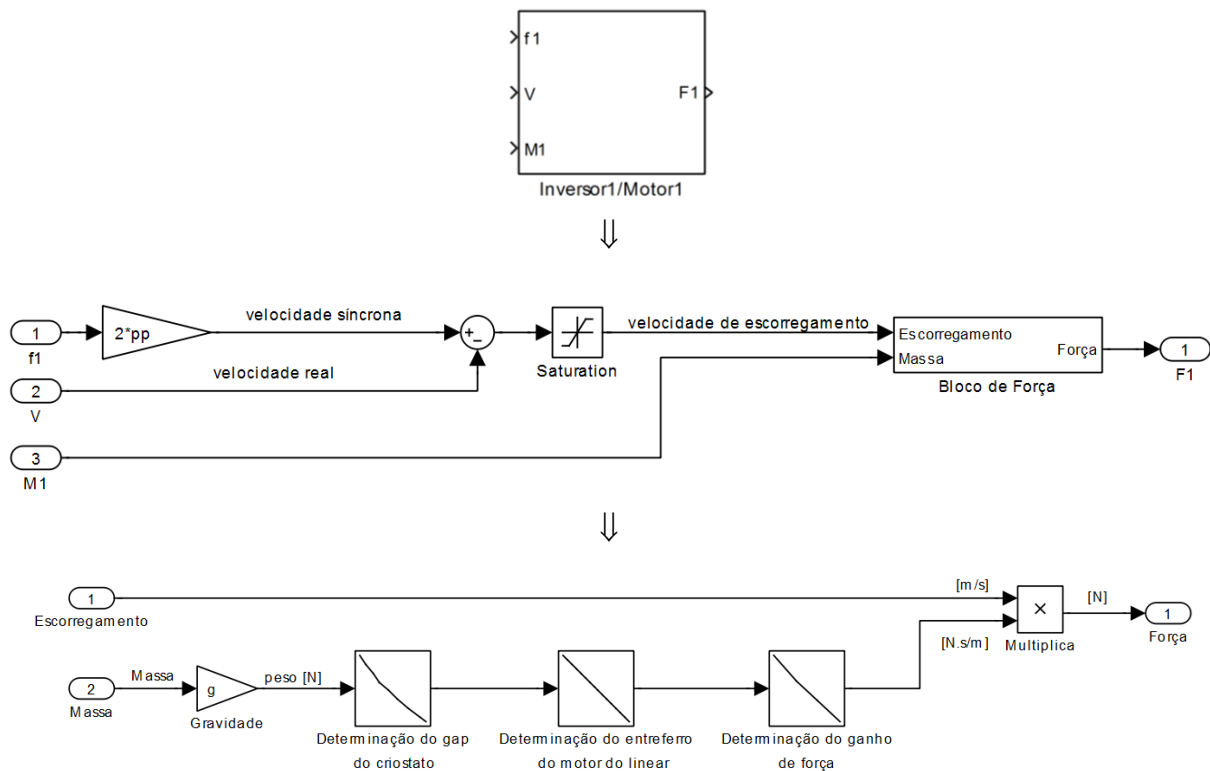 f1
V
F1
M1
Inversor1/Motor1
⇓
1
f1
2*pp
velocidade síncrona
+
−
Saturation
velocidade de escorregamento
Escorregamento
Massa
Força
Bloco de Força
1
F1
2
V
velocidade real
3
M1
⇓
1
Escorregamento
[m/s]
×
Multiplica
[N]
1
Força
[N.s/m]
2
Massa
Massa
g
Gravidade
peso [N]
Determinação do gap
do criostato
Determinação do entreferro
do motor do linear
Determinação do ganho
de força